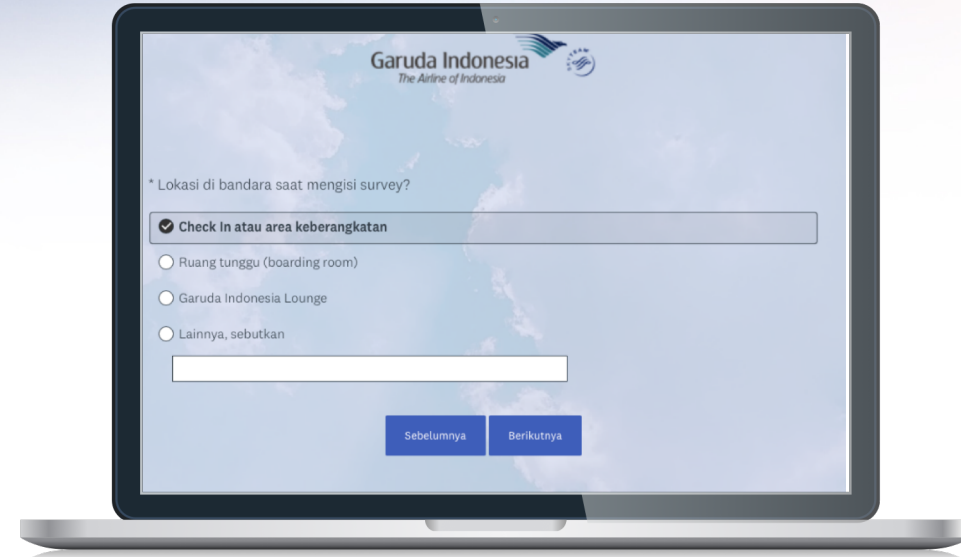 Garuda Indonesia
The Airline of Indonesia
SKYTEAM
* Lokasi di bandara saat mengisi survey?
Check In atau area keberangkatan
Ruang tunggu (boarding room)
Garuda Indonesia Lounge
Lainnya, sebutkan
Sebelumnya
Berikutnya